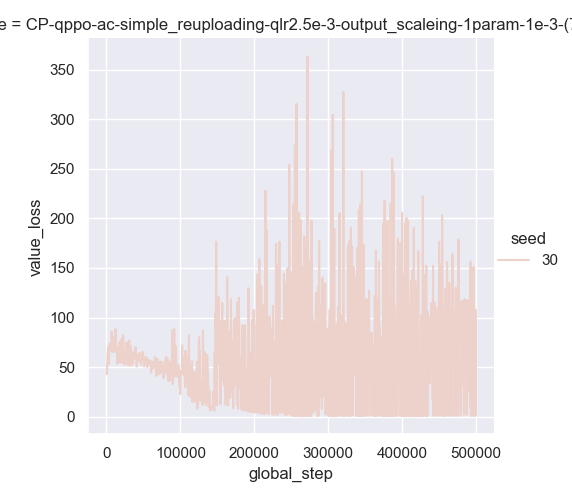 e = CP-qppo-ac-simple_reuploading-qlr2.5e-3-output_scaleing-1param-1e-3-(7
350
300
250
200
150
100
50
0
value_loss
seed
30
0 100000 200000 300000 400000 500000
global_step